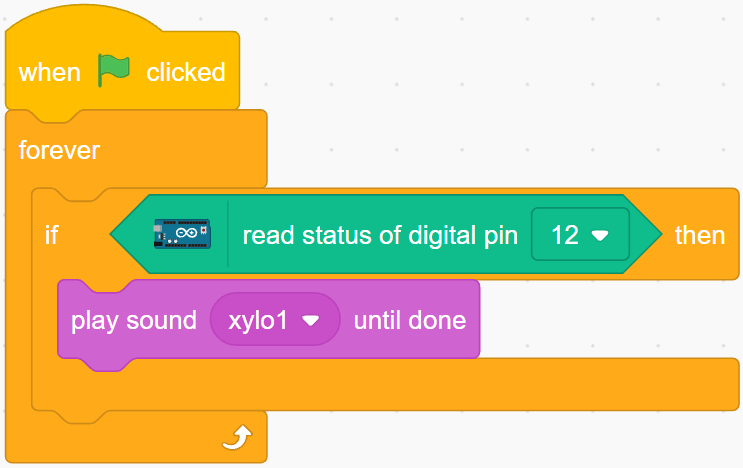 when clicked
forever
if read status of digital pin 12 then
play sound xylo1 until done